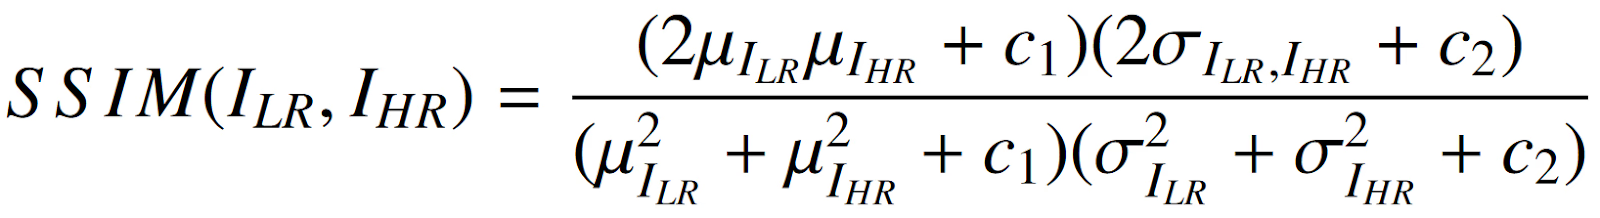 SSIM(I_{LR}, I_{HR}) = \frac{(2\mu_{I_{LR}}\mu_{I_{HR}} + c_1)(2\sigma_{I_{LR},I_{HR}} + c_2)}{(\mu_{I_{LR}}^2 + \mu_{I_{HR}}^2 + c_1)(\sigma_{I_{LR}}^2 + \sigma_{I_{HR}}^2 + c_2)}